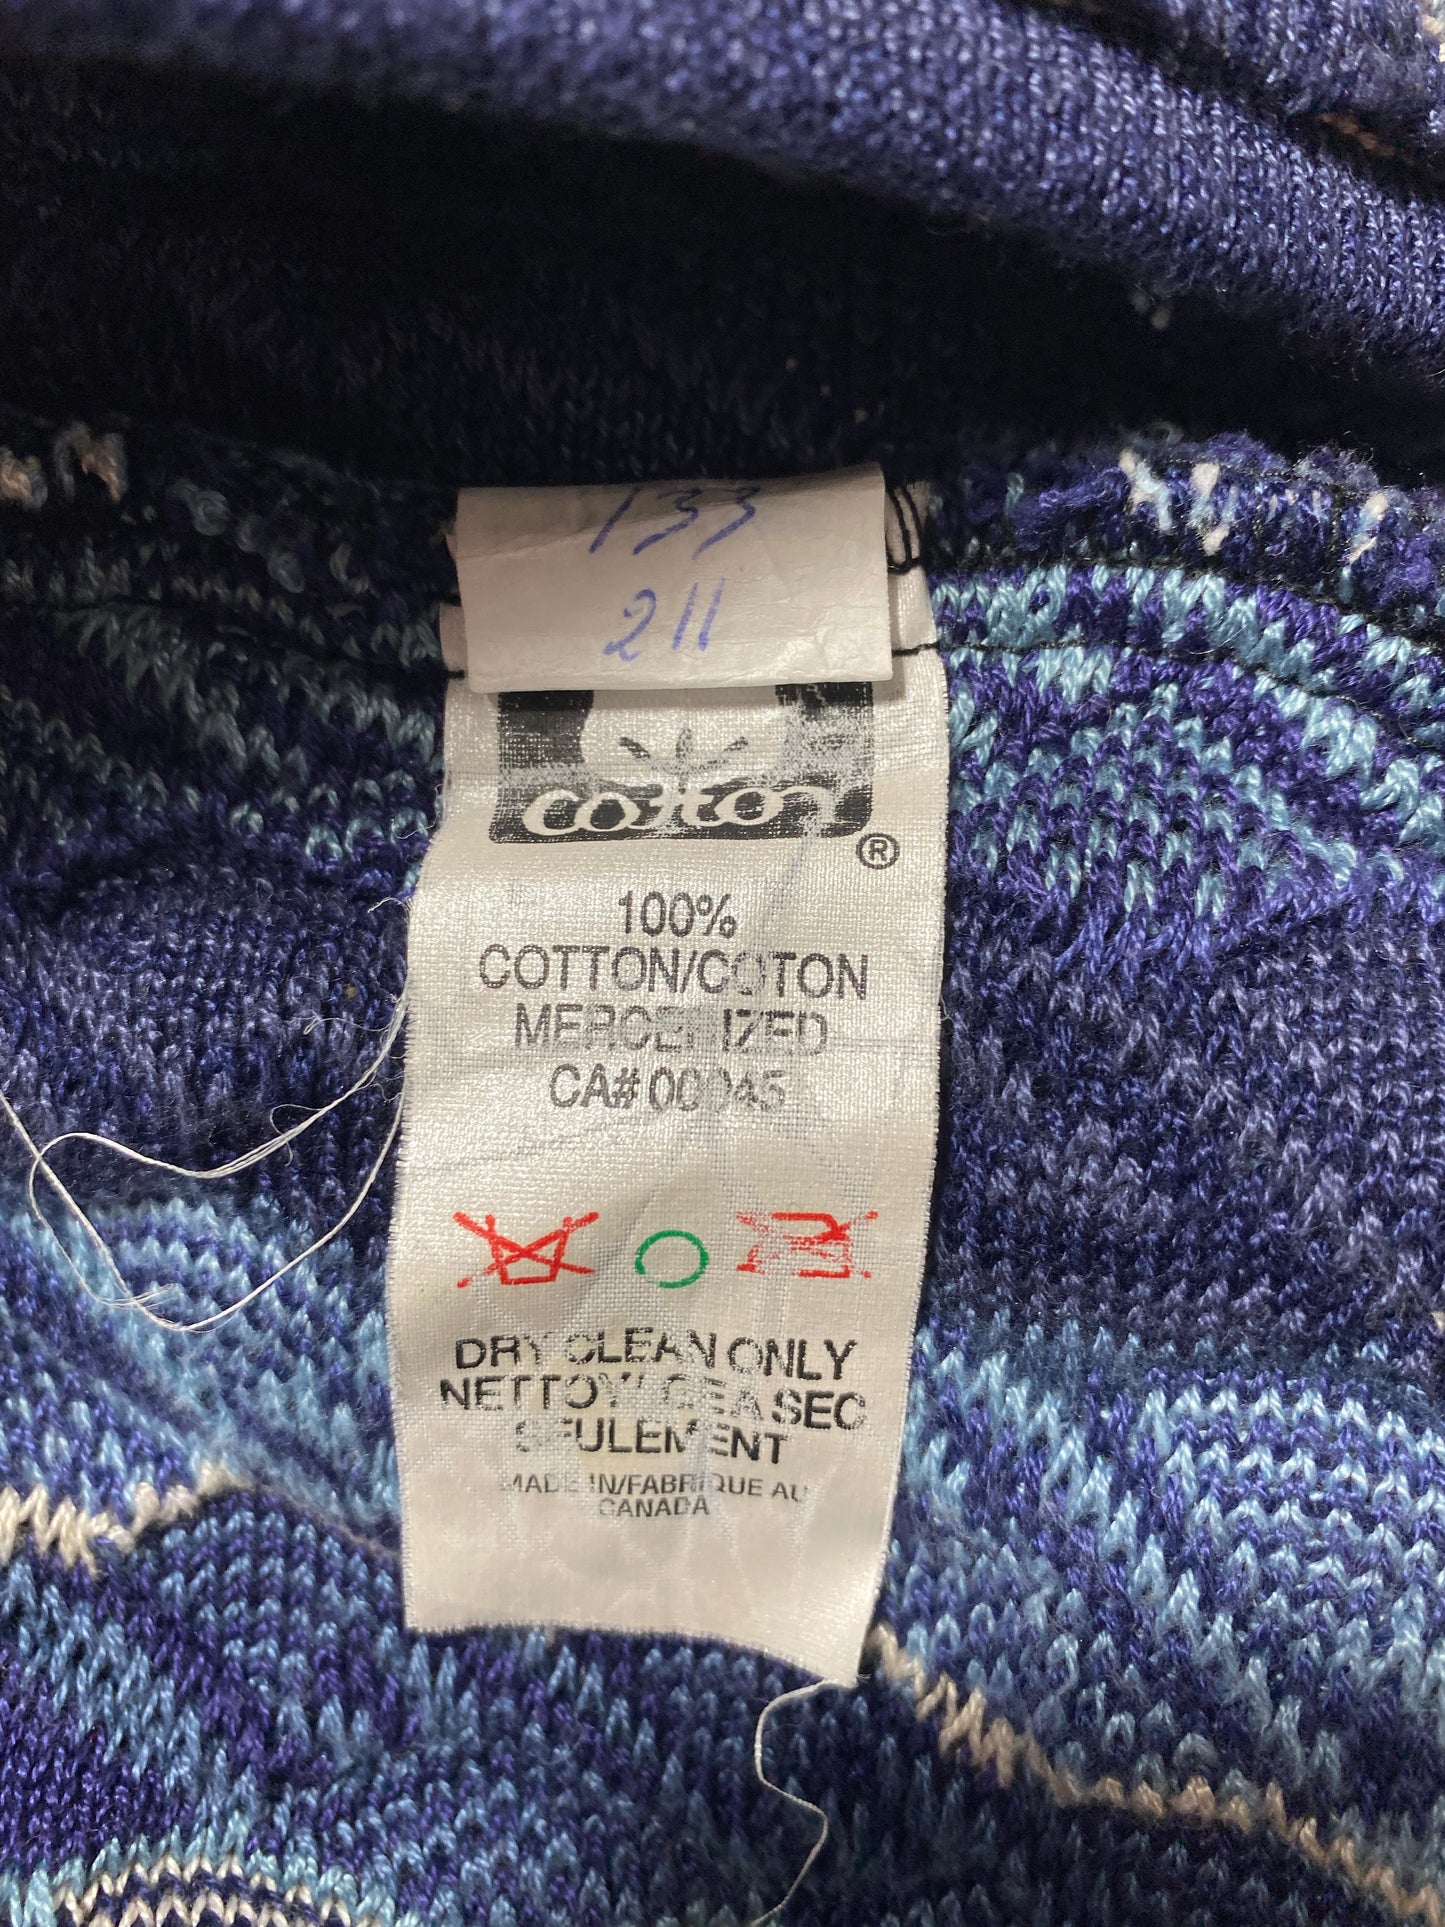 133
211
cotton
®
100%
COTTON/COTON
MERCERIZED
CA# 00045
DRY CLEAN ONLY
NETTOYAGE A SEC
SEULEMENT
MADE IN/FABRIQUE AU
CANADA